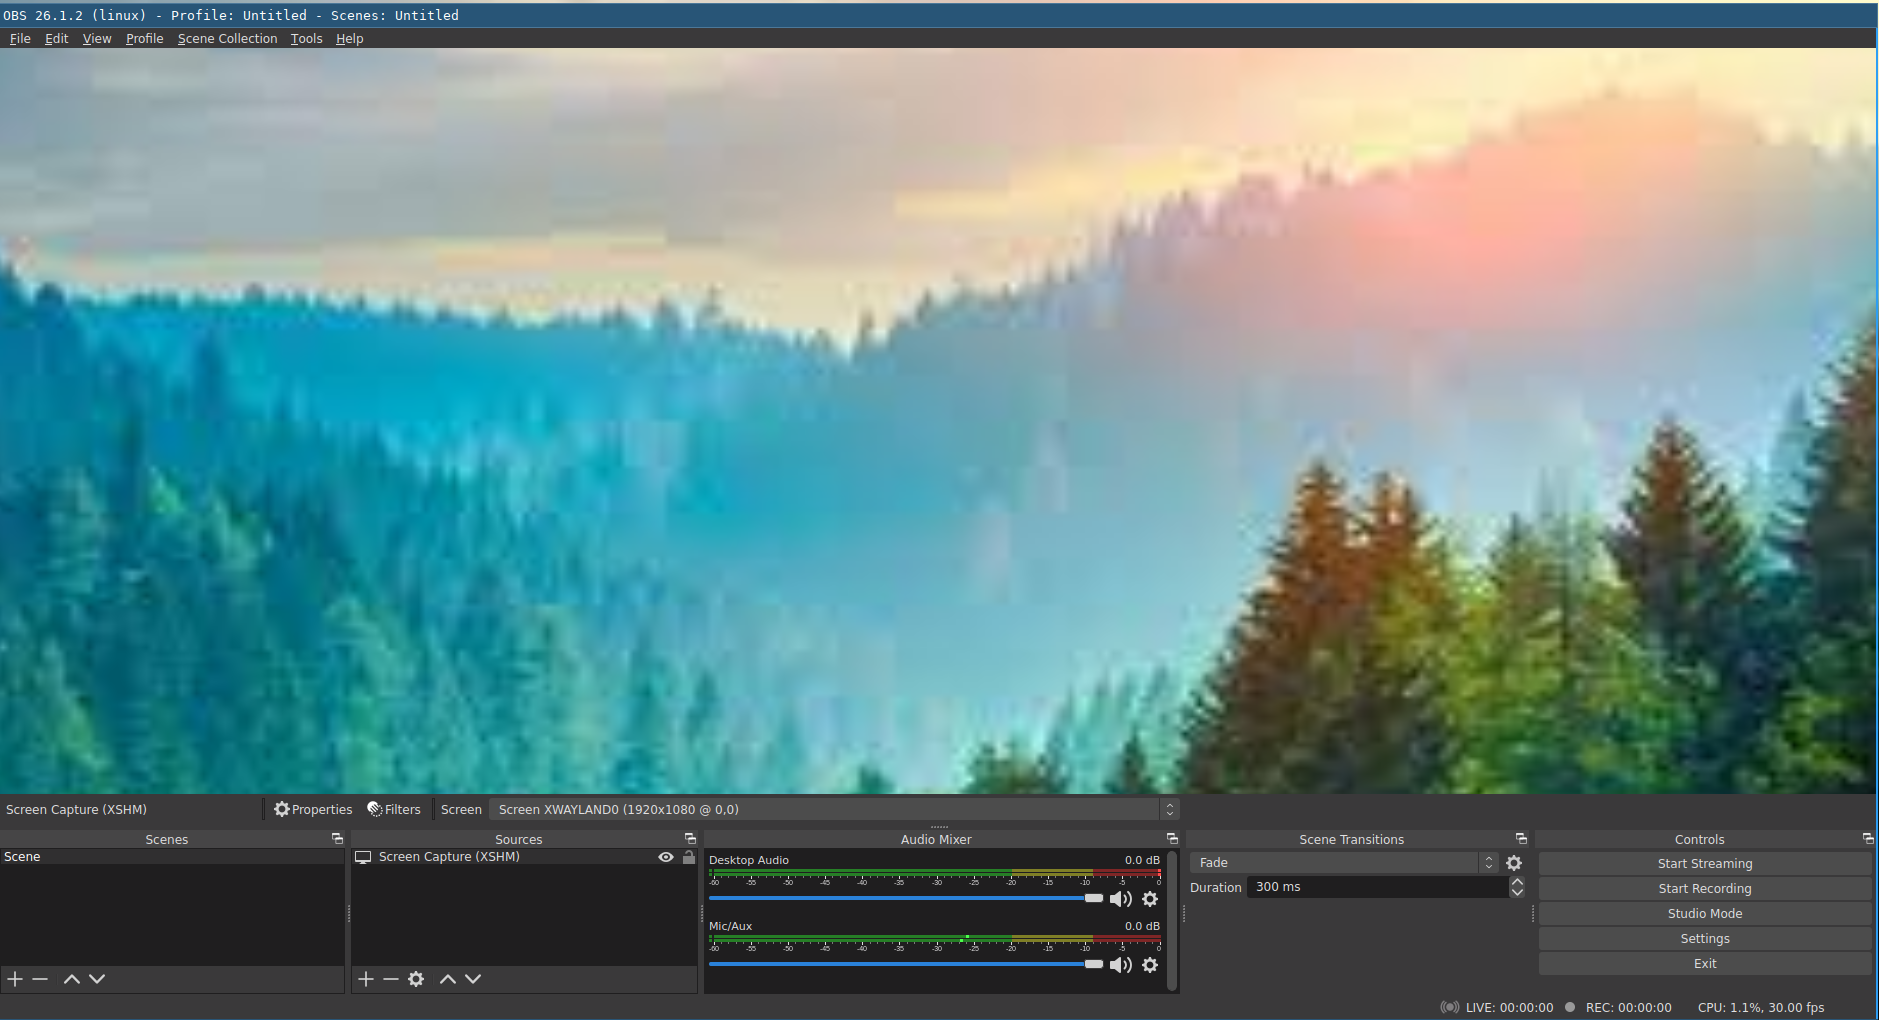 OBS 26.1.2 (linux) - Profile: Untitled - Scenes: Untitled
File Edit View Profile Scene Collection Tools Help
Screen Capture (XSHM) Properties Filters Screen Screen XWAYLAND0 (1920x1080 @ 0,0)
Scenes Sources Audio Mixer Scene Transitions Controls
Scene
Screen Capture (XSHM)
Desktop Audio 0.0 dB
-60 -55 -50 -45 -40 -35 -30 -25 -20 -15 -10 -5 0
Mic/Aux 0.0 dB
-60 -55 -50 -45 -40 -35 -30 -25 -20 -15 -10 -5 0
Fade
Duration 300 ms
Start Streaming
Start Recording
Studio Mode
Settings
Exit
LIVE: 00:00:00 REC: 00:00:00 CPU: 1.1%, 30.00 fps